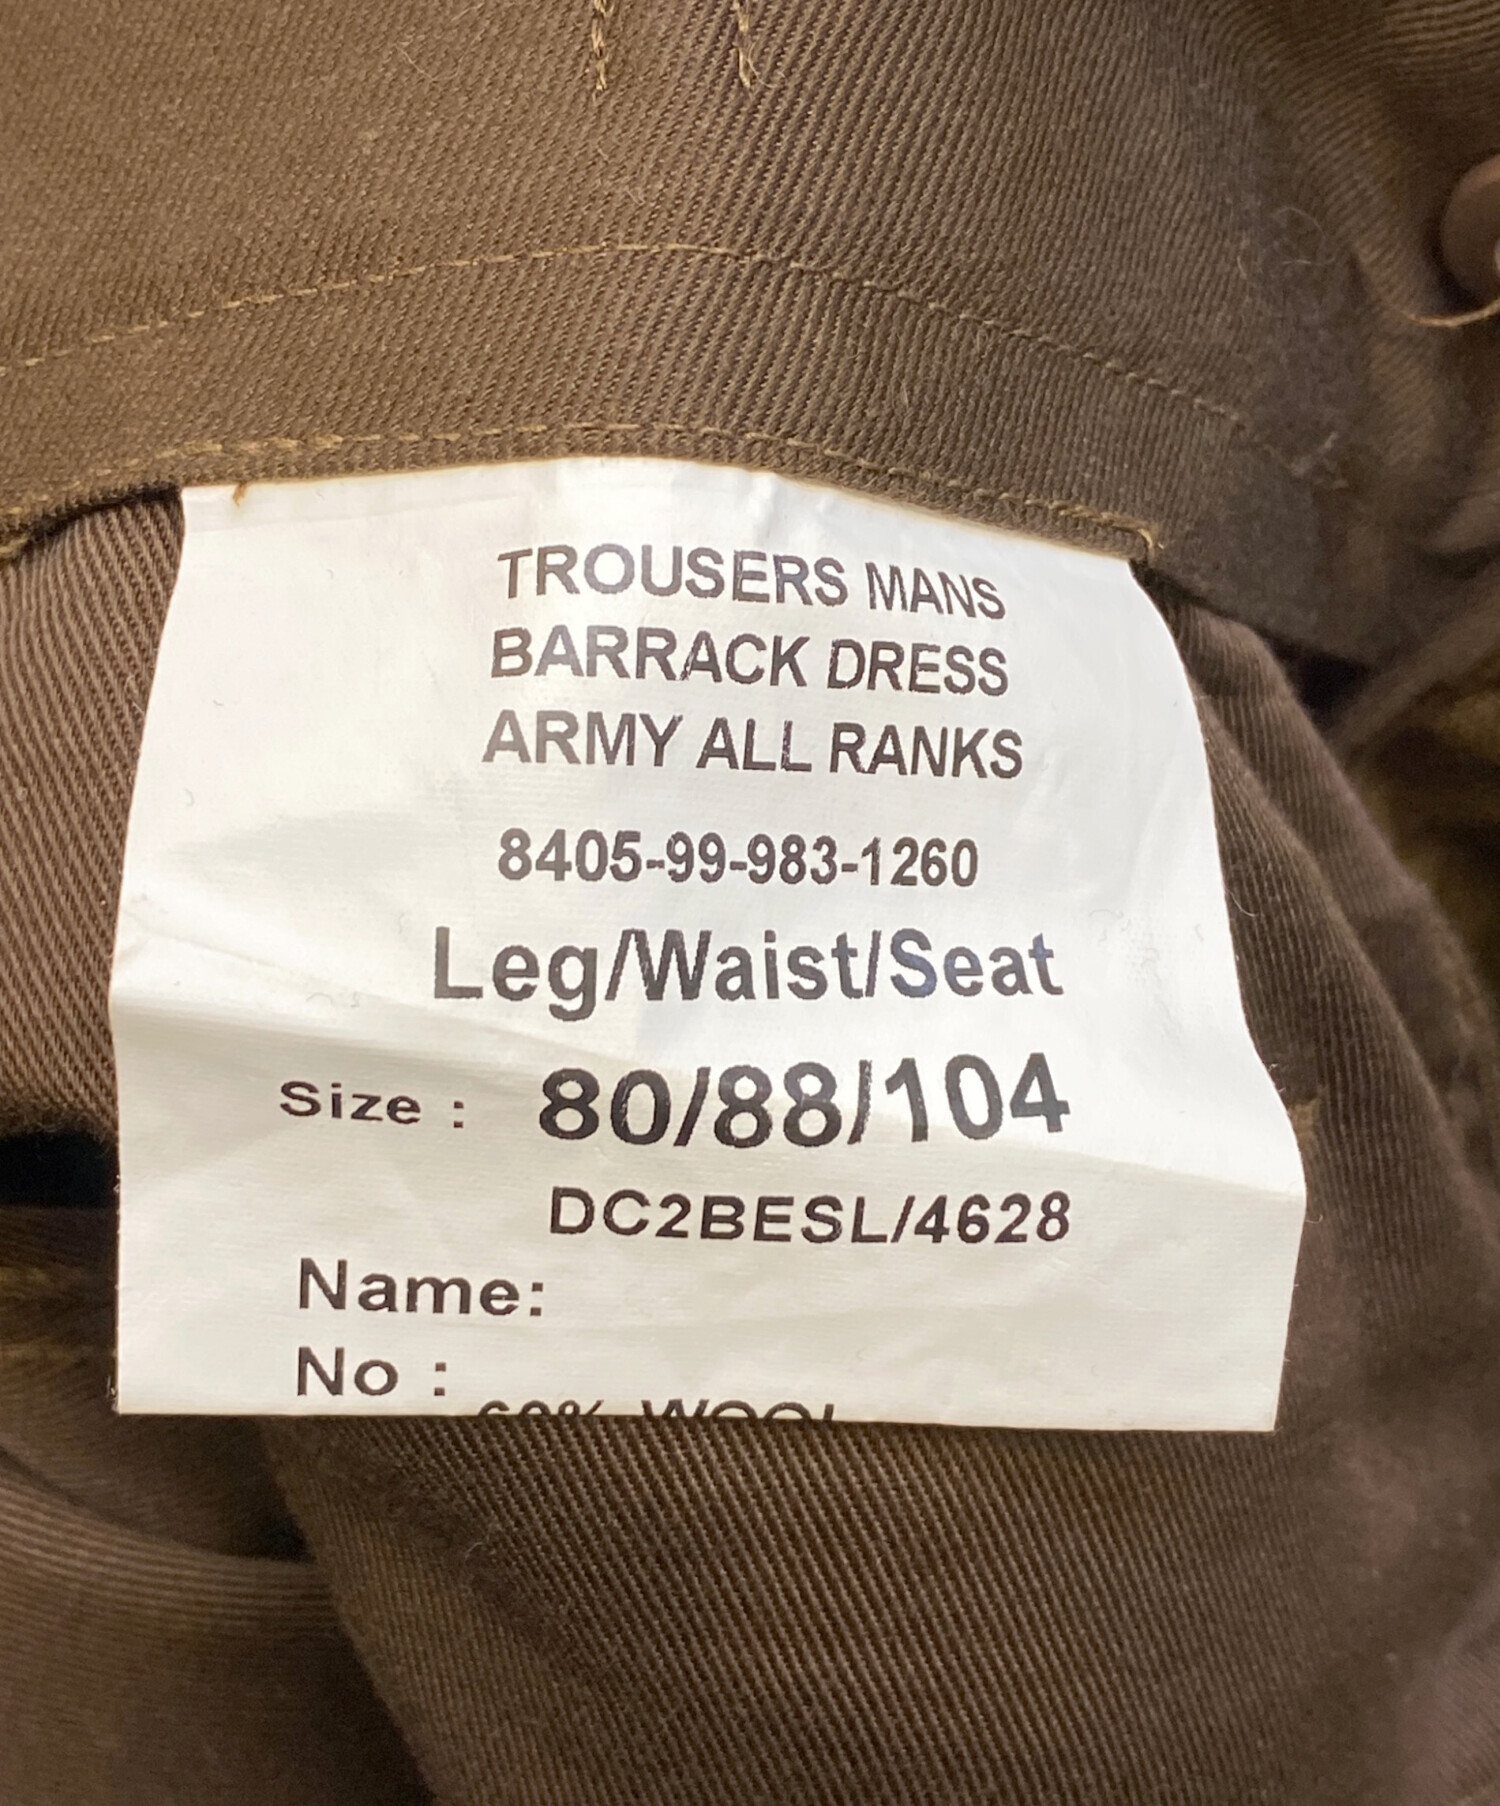 TROUSERS MANS
BARRACK DRESS
ARMY ALL RANKS
8405-99-983-1260
Leg/Waist/Seat
Size : 80/88/104
DC2BESL/4628
Name:
No :
WOOL